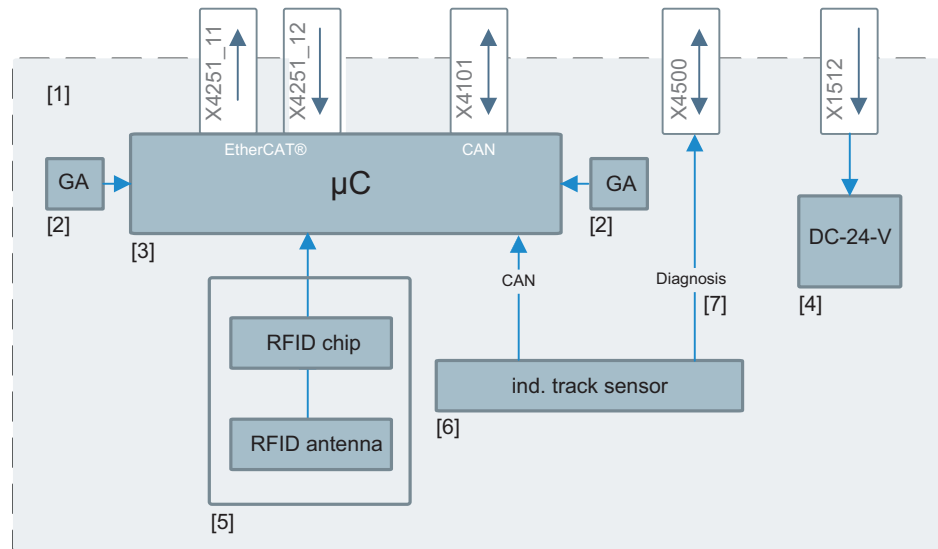 X4251_11
X4251_12
X4101
X4500
X1512
[1]
EtherCAT®
CAN
µC
GA
GA
[2]
[3]
[2]
DC-24-V
[4]
CAN
Diagnosis
[7]
RFID chip
ind. track sensor
[6]
RFID antenna
[5]